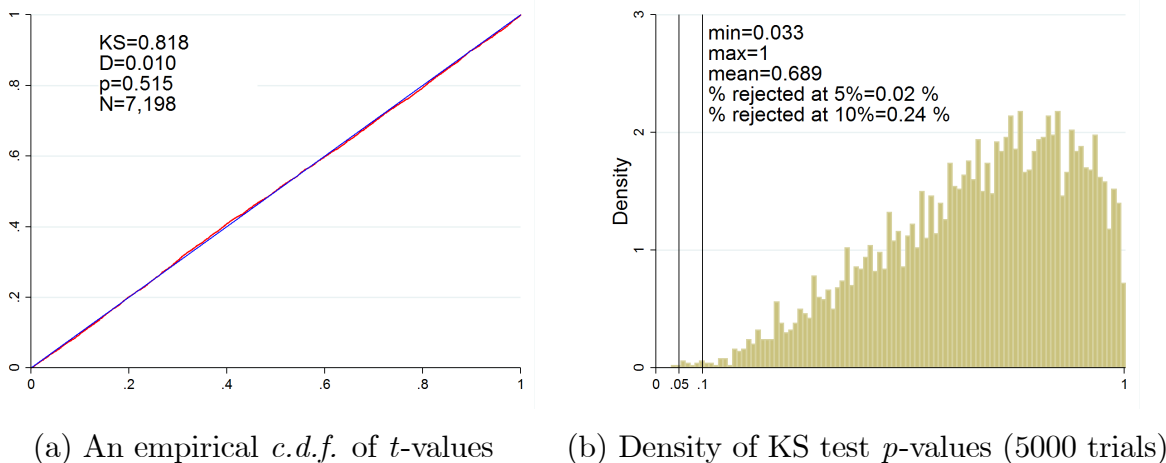 1
.8
.6
.4
.2
0
KS=0.818
D=0.010
p=0.515
N=7,198
0 .2 .4 .6 .8 1
(a) An empirical c.d.f. of t-values
3
2
1
0
Density
min=0.033
max=1
mean=0.689
% rejected at 5%=0.02 %
% rejected at 10%=0.24 %
0 .05 .1 1
(b) Density of KS test p-values (5000 trials)